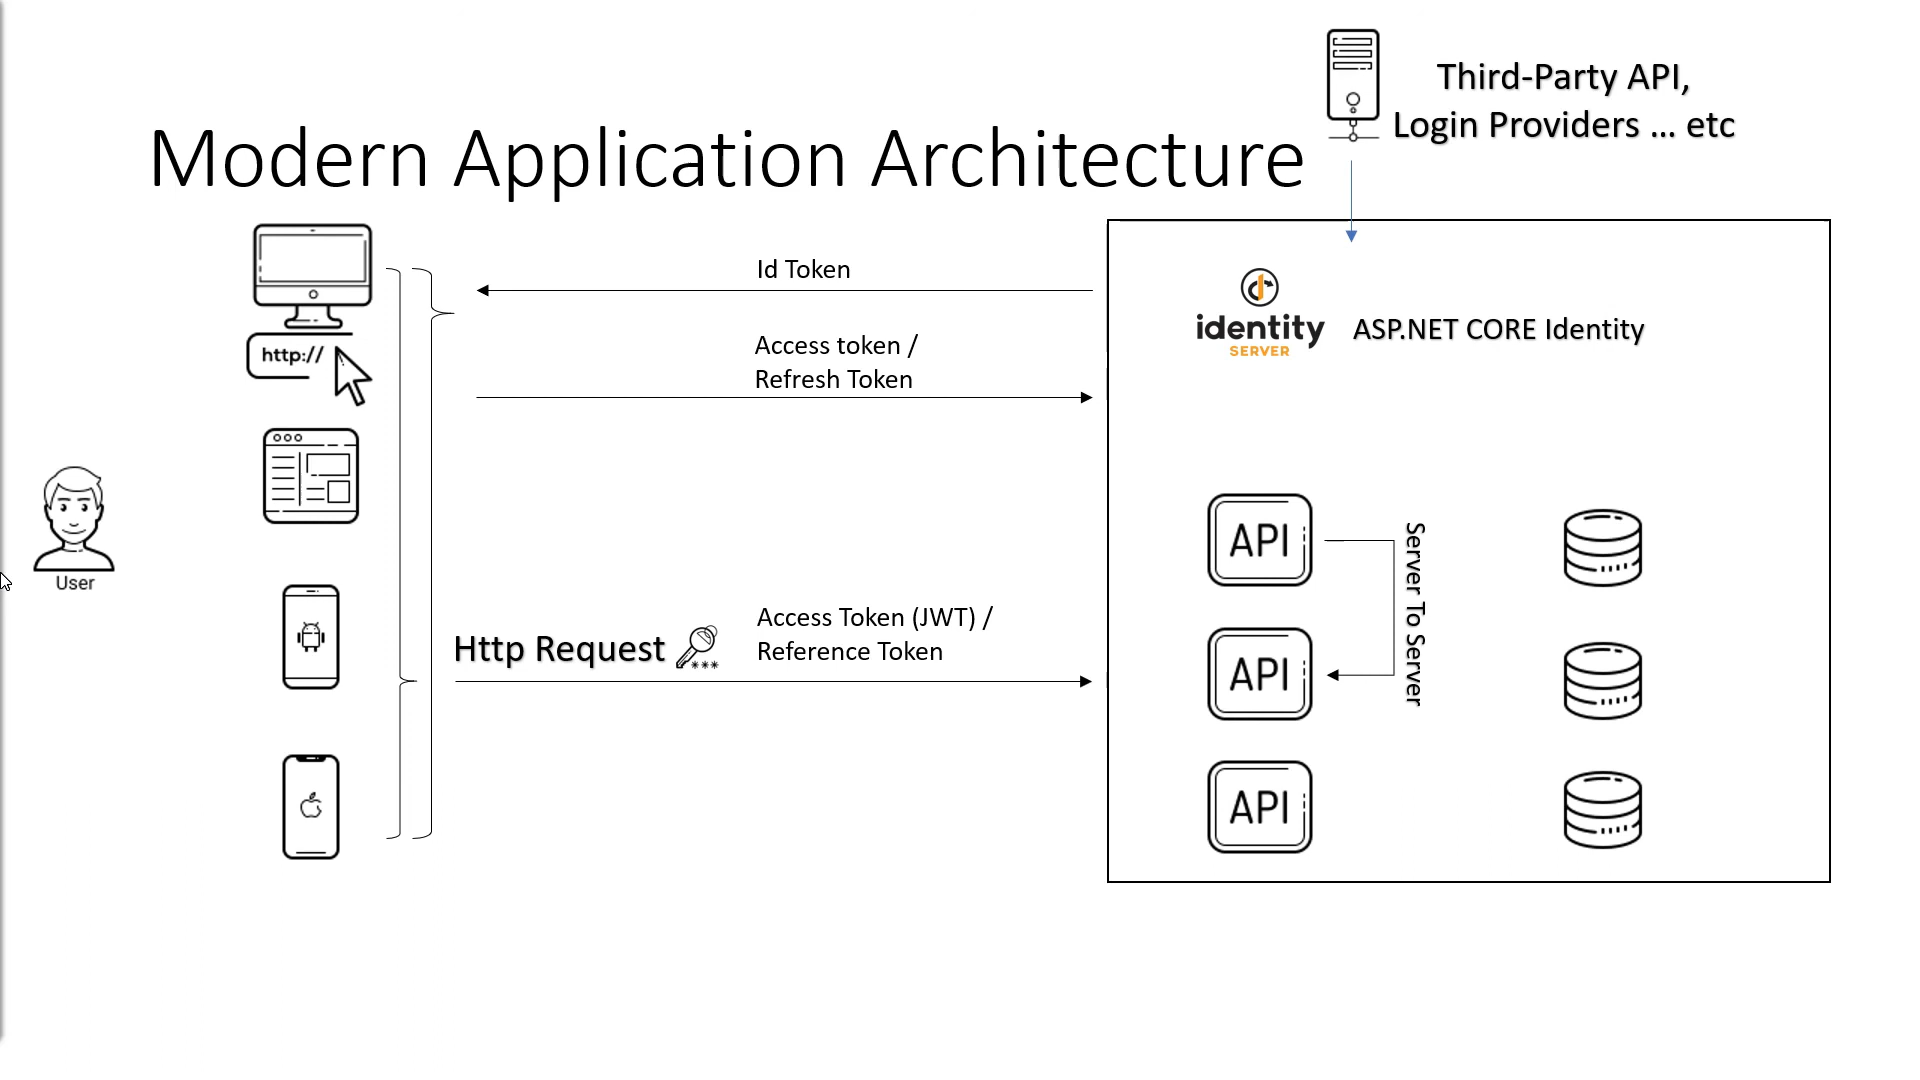 Third-Party API,
Login Providers ... etc
Modern Application Architecture
Id Token
http://
Access token /
Refresh Token
identity
SERVER
ASP.NET CORE Identity
User
Http Request
***
Access Token (JWT) /
Reference Token
API
API
API
Server To Server